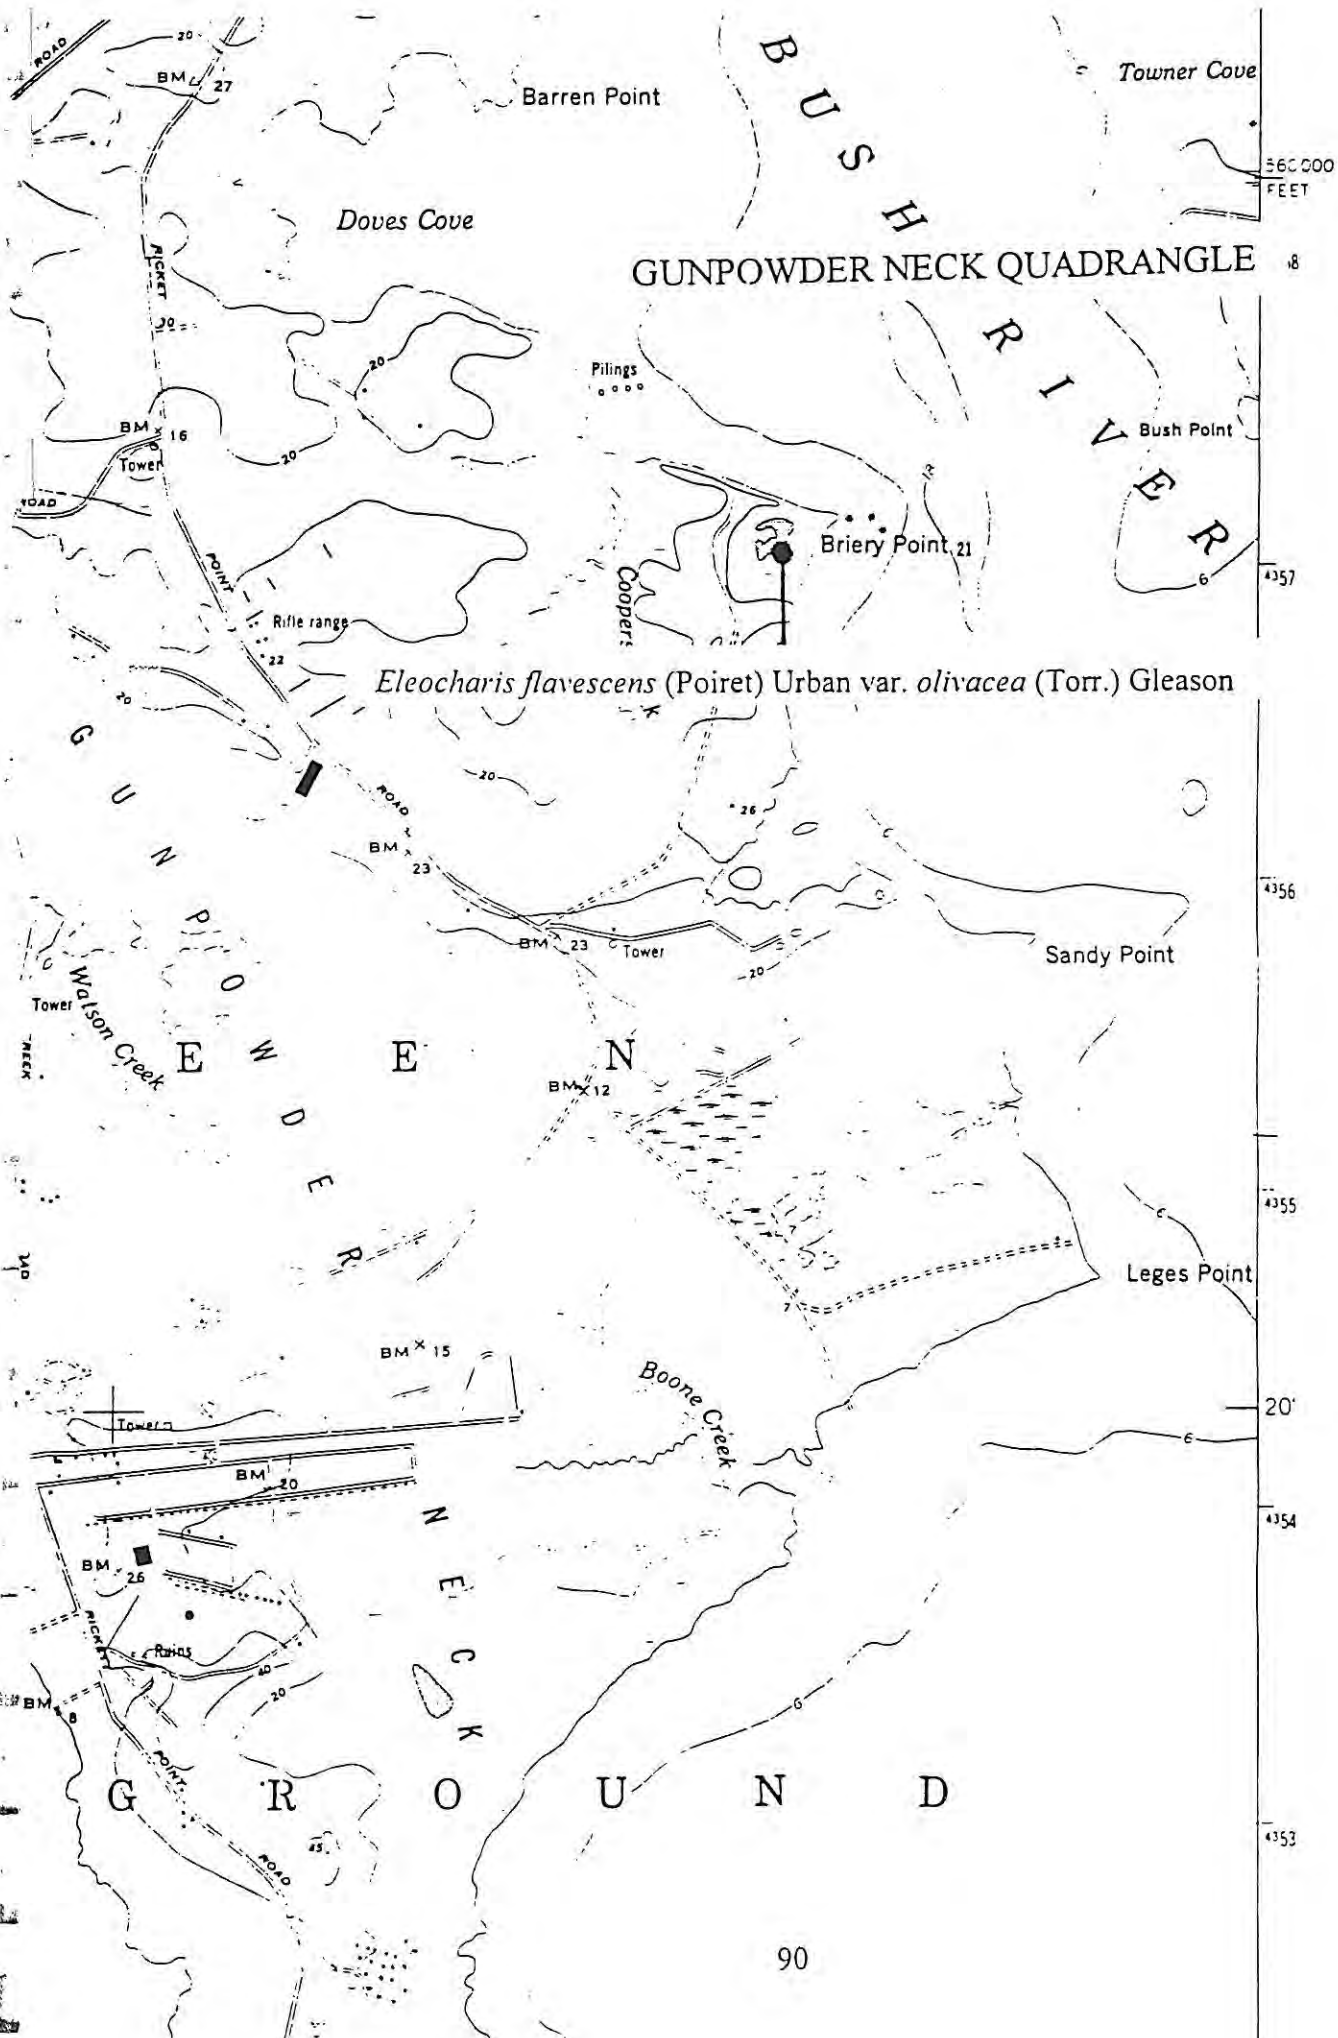 ROAD
20
BM 27
Barren Point
Towner Cove
BUSH RIVER
FEET
Doves Cove
GUNPOWDER NECK QUADRANGLE
RICKET
20
Pilings
BM 16
Tower
20
ROAD
Bush Point
Briery Point 21
4357
6
POINT
Coopers
Rifle range
22
Eleocharis flavescens (Poiret) Urban var. olivacea (Torr.) Gleason
20
GUNPOWDER
20
ROAD
26
BM 23
4356
BM 23
Tower
20
Sandy Point
Watson Creek
Tower
E E N
REEK
BM 12
4355
Leges Point
7
BM 15
Boone Creek
Tower
20'
6
BM 20
4354
NECK
BM 26
RICKET
Ruins
40
20
BM 8
6
POINT
G R O U N D
45
4353
ROAD
90